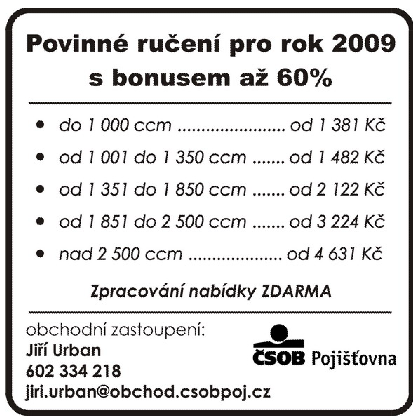 Povinné ručení pro rok 2009
s bonusem až 60%
• do 1 000 ccm ....................... od 1 381 Kč
• od 1 001 do 1 350 ccm ....... od 1 482 Kč
• od 1 351 do 1 850 ccm ....... od 2 122 Kč
• od 1 851 do 2 500 ccm ....... od 3 224 Kč
• nad 2 500 ccm .................... od 4 631 Kč
Zpracování nabídky ZDARMA
obchodní zastoupení:
Jiří Urban
602 334 218
jiri.urban@obchod.csobpoj.cz
ČSOB Pojišťovna